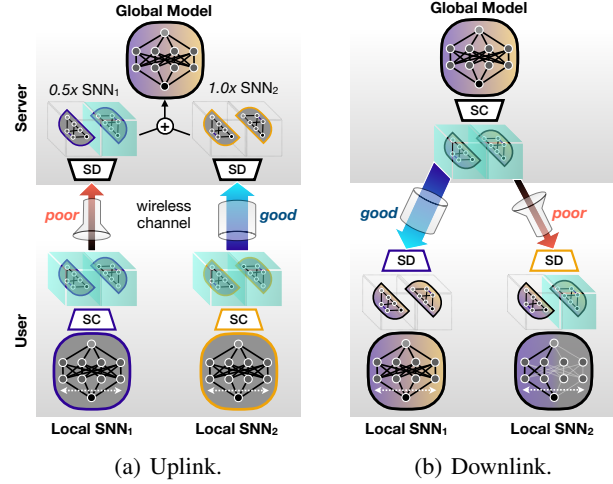 Global Model
0.5x SNN₁
1.0x SNN₂
+
SD
SD
Server
poor
wireless
channel
good
User
SC
SC
Local SNN₁
Local SNN₂
(a) Uplink.
Global Model
SC
good
poor
SD
SD
Local SNN₁
Local SNN₂
(b) Downlink.